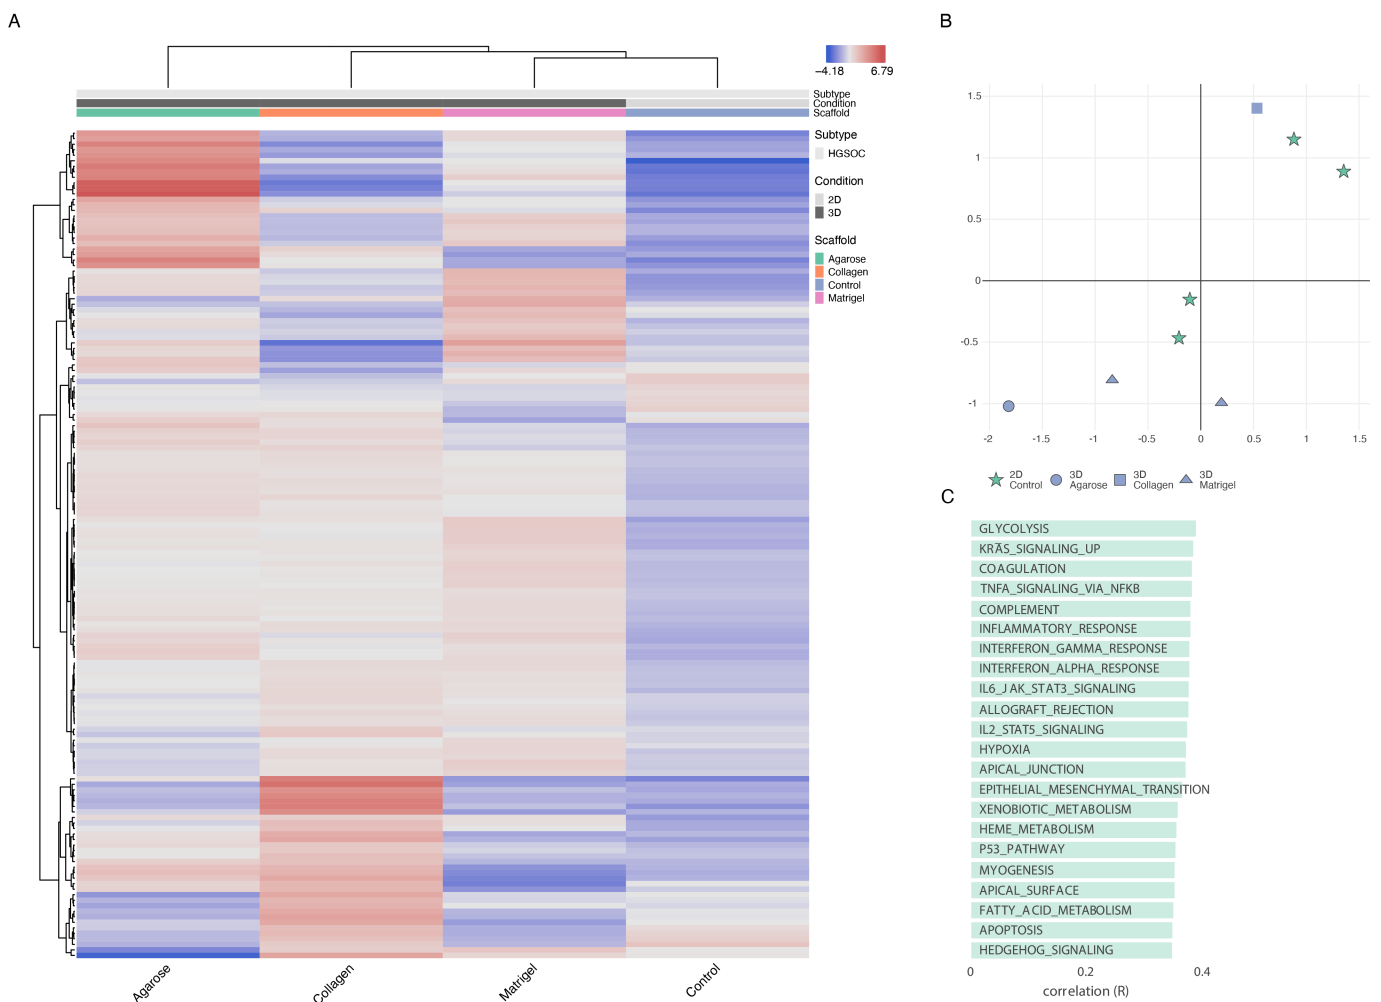 A
−4.18 6.79
Subtype
Condition
Scaffold
Subtype
HGSOC
Condition
2D
3D
Scaffold
Agarose
Collagen
Control
Matrigel
Agarose Collagen Matrigel Control
B
1.5
1
0.5
0
-0.5
-1
-2 -1.5 -1 -0.5 0 0.5 1 1.5
2D Control
3D Agarose
3D Collagen
3D Matrigel
C
GLYCOLYSIS
KRAS_SIGNALING_UP
COAGULATION
TNFA_SIGNALING_VIA_NFKB
COMPLEMENT
INFLAMMATORY_RESPONSE
INTERFERON_GAMMA_RESPONSE
INTERFERON_ALPHA_RESPONSE
IL6_JAK_STAT3_SIGNALING
ALLOGRAFT_REJECTION
IL2_STAT5_SIGNALING
HYPOXIA
APICAL_JUNCTION
EPITHELIAL_MESENCHYMAL_TRANSITION
XENOBIOTIC_METABOLISM
HEME_METABOLISM
P53_PATHWAY
MYOGENESIS
APICAL_SURFACE
FATTY_ACID_METABOLISM
APOPTOSIS
HEDGEHOG_SIGNALING
0 0.2 0.4
correlation (R)